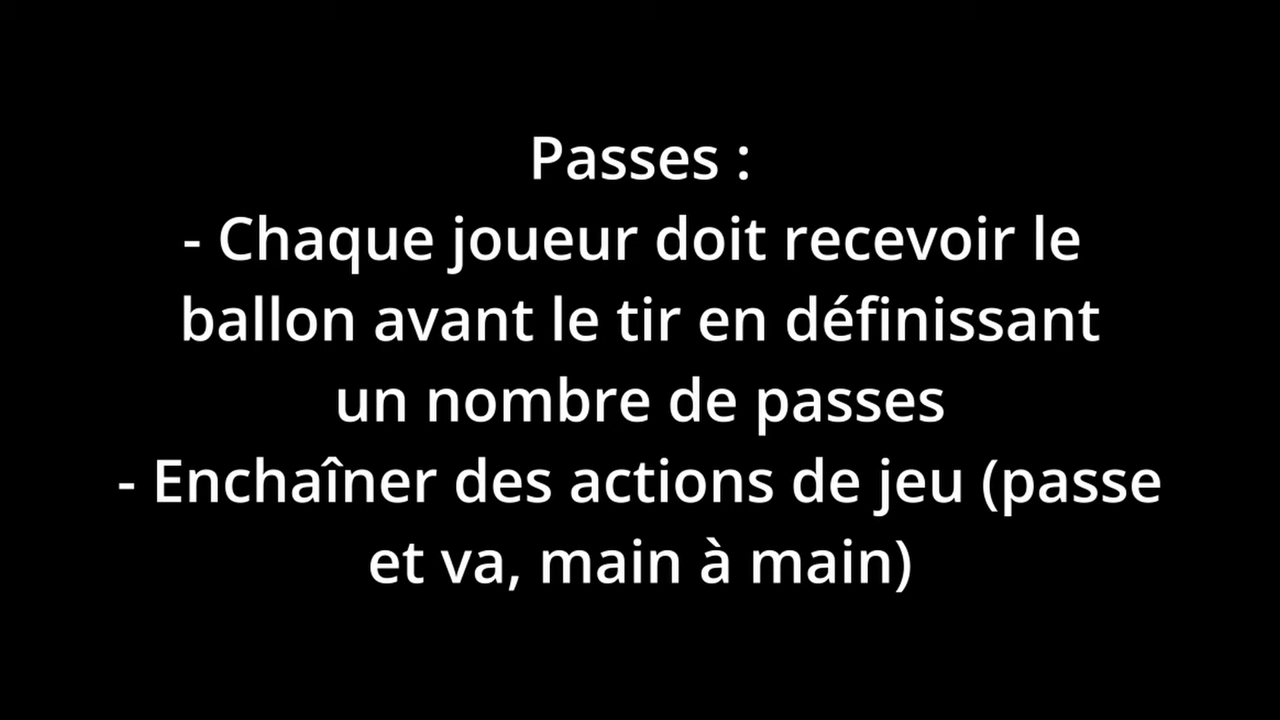 Passes :
- Chaque joueur doit recevoir le
ballon avant le tir en définissant
un nombre de passes
- Enchaîner des actions de jeu (passe
et va, main à main)